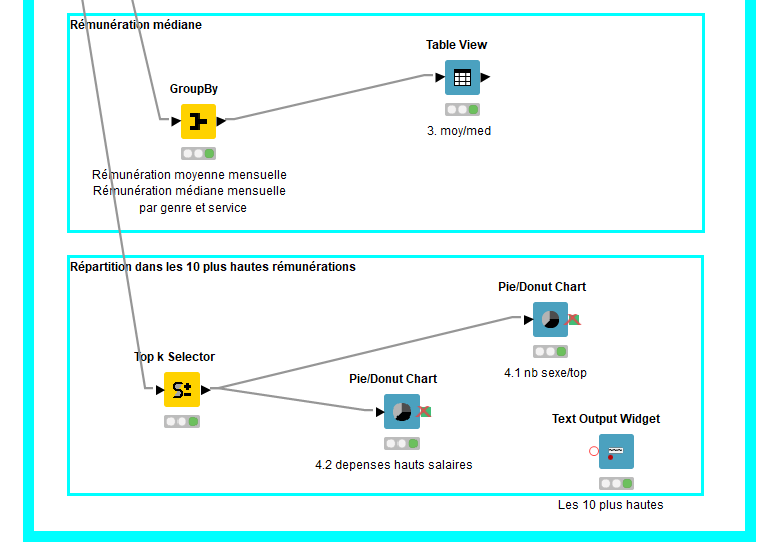 Rémunération médiane
Table View
GroupBy
3. moy/med
Rémunération moyenne mensuelle
Rémunération médiane mensuelle
par genre et service
Répartition dans les 10 plus hautes rémunérations
Pie/Donut Chart
Top k Selector
4.1 nb sexe/top
Pie/Donut Chart
Text Output Widget
4.2 depenses hauts salaires
Les 10 plus hautes